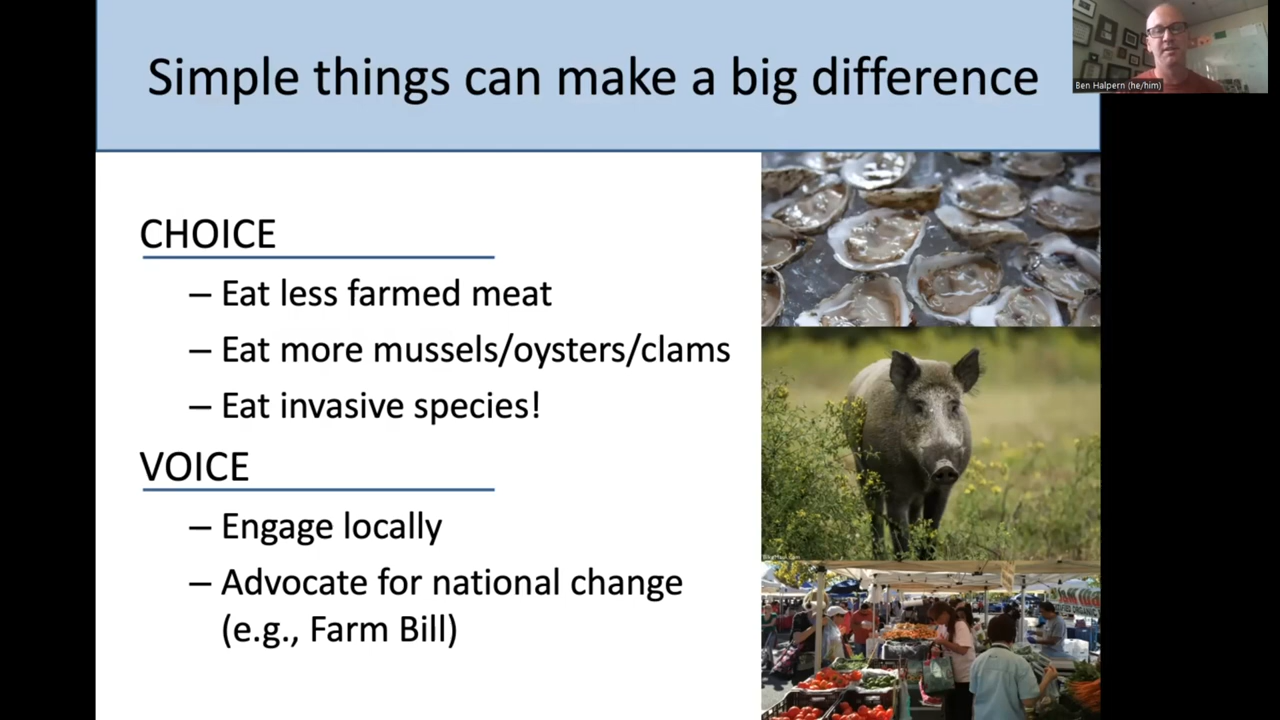 Simple things can make a big difference
Ben Halpern (he/him)
CHOICE
– Eat less farmed meat
– Eat more mussels/oysters/clams
– Eat invasive species!
VOICE
– Engage locally
– Advocate for national change
(e.g., Farm Bill)